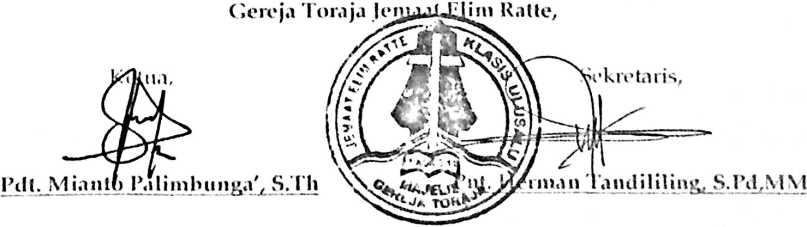 Gereja Toraja Jemaat Elim Ratte,
Ketua, Sekretaris,
JEMAAT ELIM RATTE KLASIS ULUSALU
MAJELIS
GEREJA TORAJA
Pdt. Mianto Palimbunga', S.Th Pnt. Herman Tandililing, S.Pd,MM